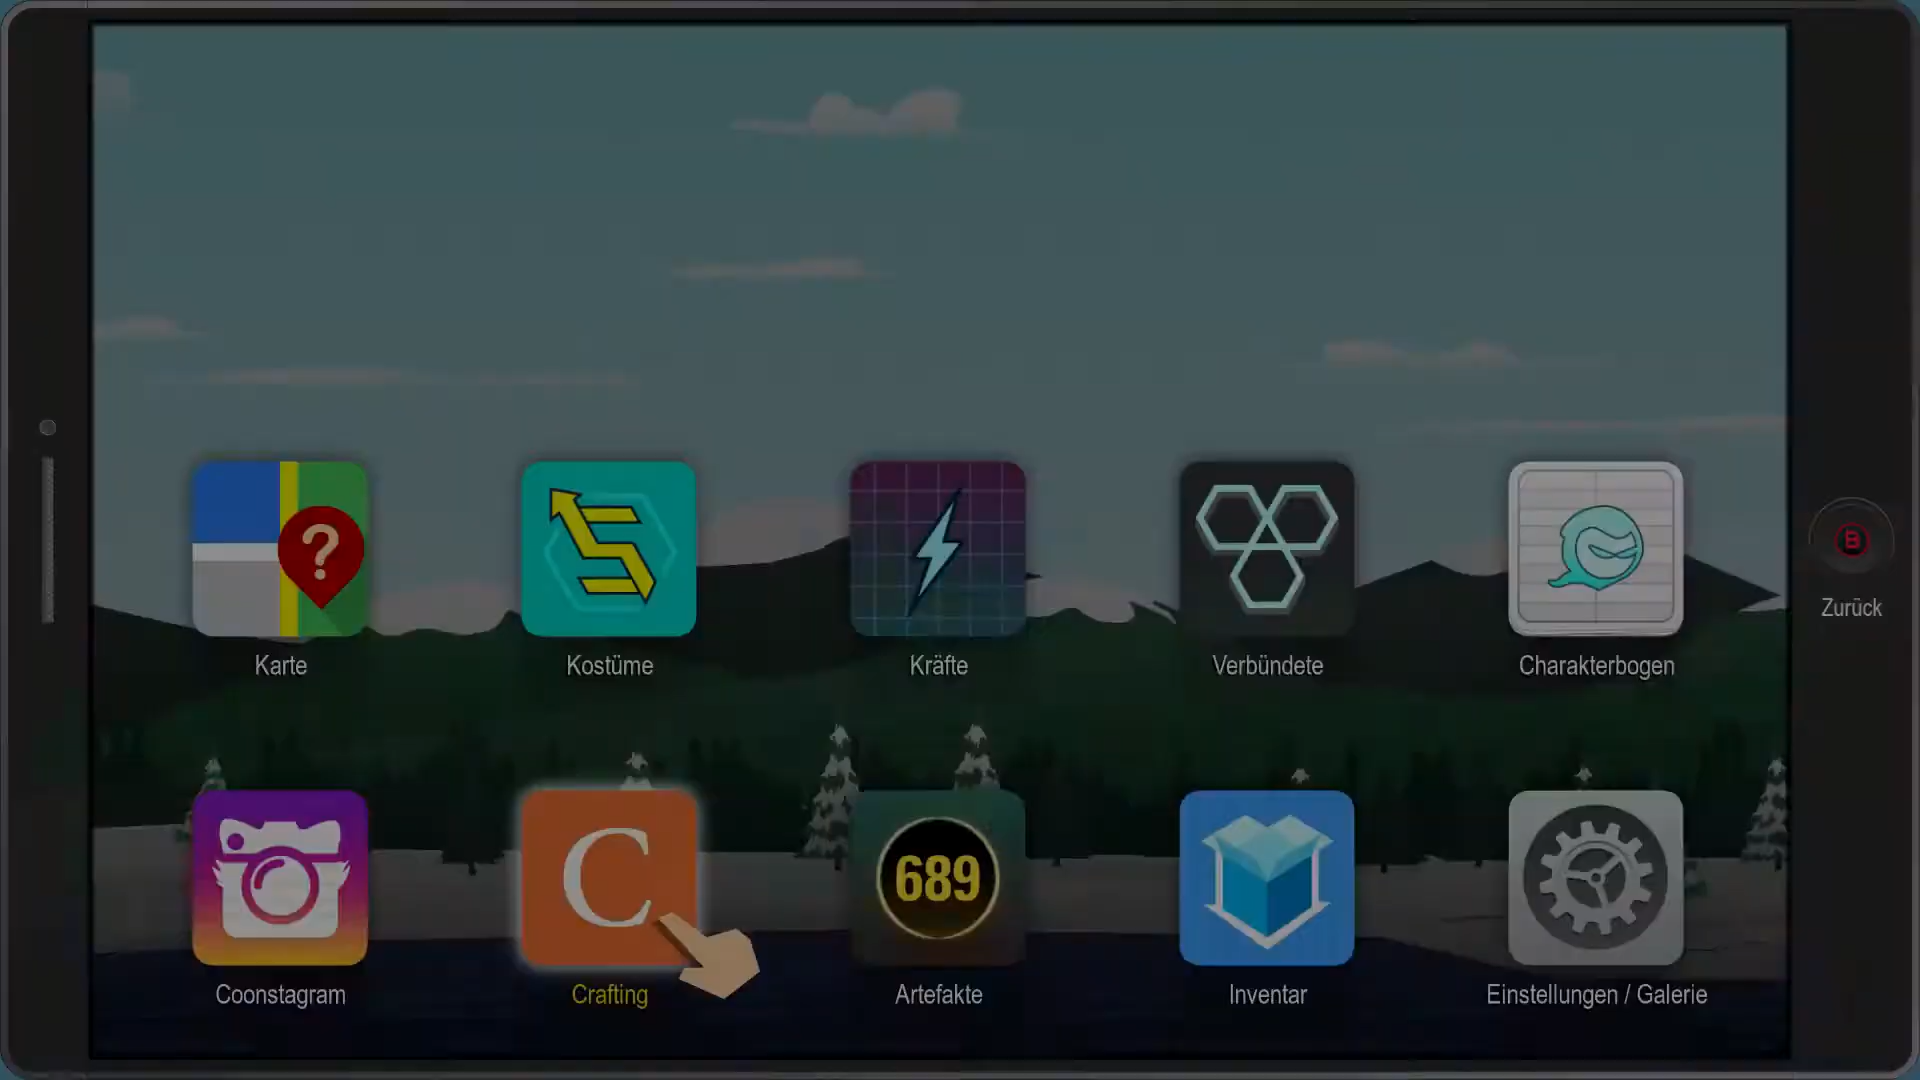 ?
B
Zurück
Karte
Kostüme
Kräfte
Verbündete
Charakterbogen
C
689
Coonstagram
Crafting
Artefakte
Inventar
Einstellungen / Galerie